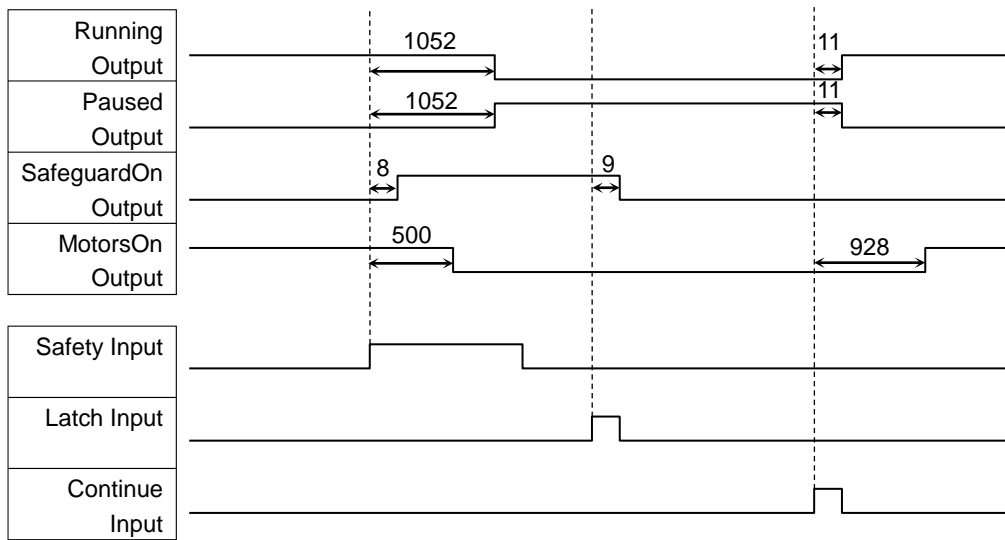 Running
Output
1052
11
Paused
Output
1052
11
SafeguardOn
Output
8
9
MotorsOn
Output
500
928
Safety Input
Latch Input
Continue
Input